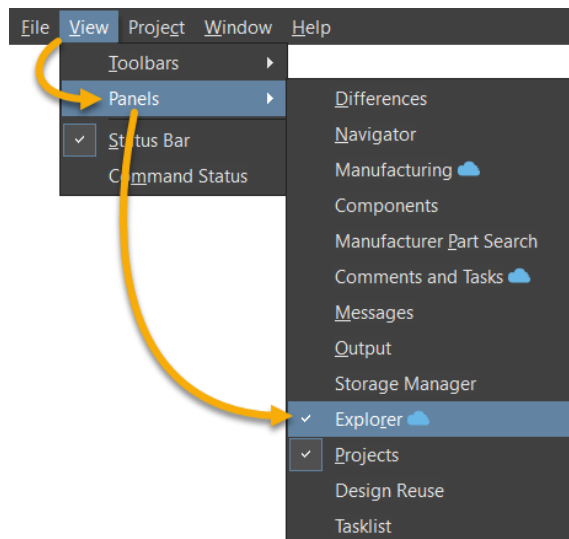 File View Project Window Help
Toolbars
Panels
Status Bar
Command Status
Differences
Navigator
Manufacturing
Components
Manufacturer Part Search
Comments and Tasks
Messages
Output
Storage Manager
Explorer
Projects
Design Reuse
Tasklist